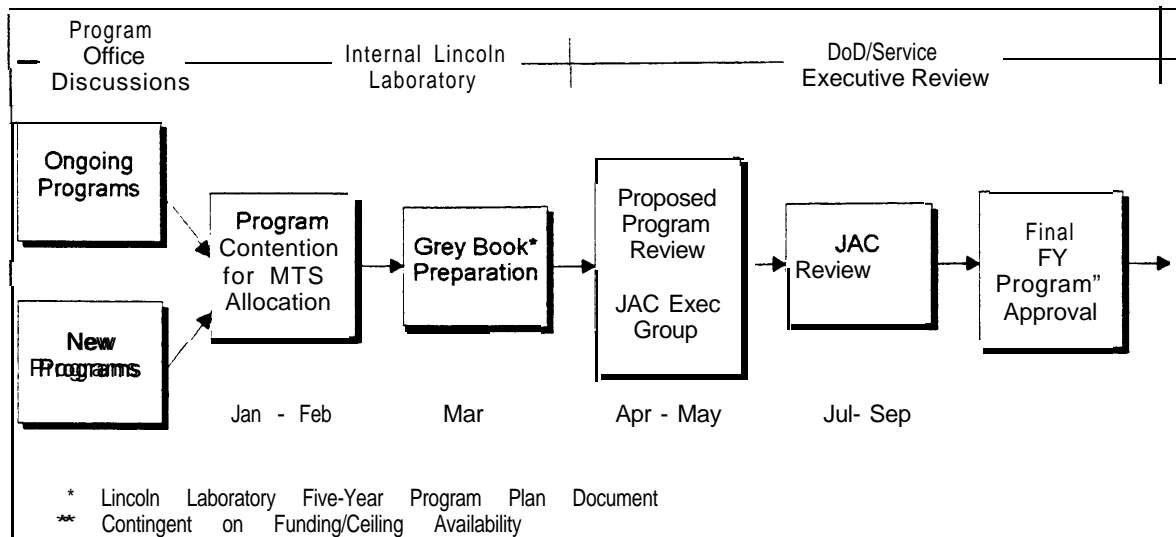 Program
Office
Discussions
Internal Lincoln
Laboratory
DoD/Service
Executive Review
Ongoing
Programs
New
Programs
Program
Contention
for MTS
Allocation
Grey Book*
Preparation
Proposed
Program
Review
JAC Exec
Group
JAC
Review
Final
FY
Program”
Approval
Jan - Feb
Mar
Apr - May
Jul- Sep
* Lincoln Laboratory Five-Year Program Plan Document
** Contingent on Funding/Ceiling Availability